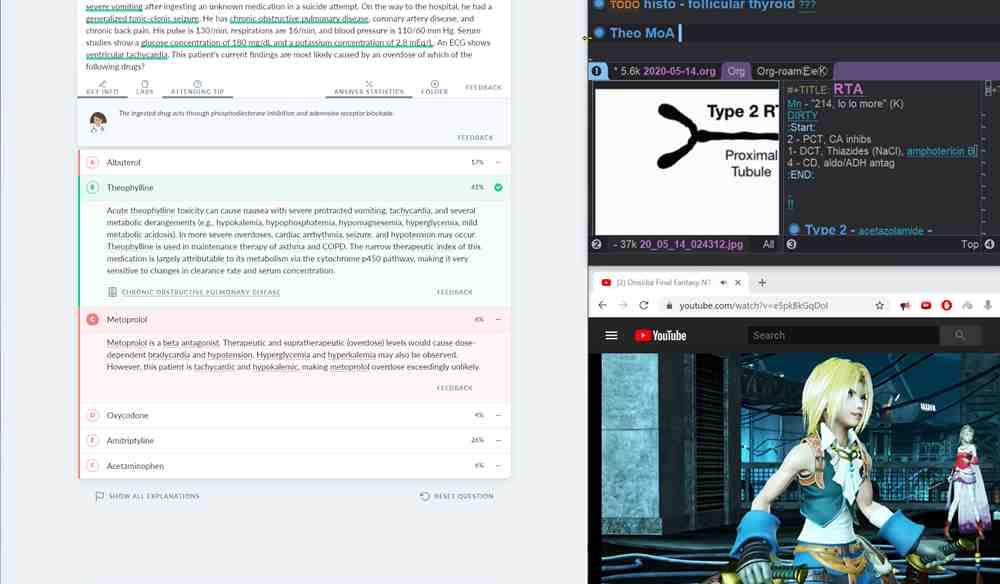 severe vomiting after ingesting an unknown medication in a suicide attempt. On the way to the hospital, he had a
generalized tonic-clonic seizure. He has chronic obstructive pulmonary disease, coronary artery disease, and
chronic back pain. His pulse is 130/min, respirations are 16/min, and blood pressure is 110/60 mm Hg. Serum
studies show a glucose concentration of 180 mg/dL and a potassium concentration of 2.8 mEq/L. An ECG shows
ventricular tachycardia. This patient's current findings are most likely caused by an overdose of which of the
following drugs?
KEY INFO LABS ATTENDING TIP ANSWER STATISTICS FOLDER FEEDBACK
The ingested drug acts through phosphodiesterase inhibition and adenosine receptor blockade.
FEEDBACK
A Albuterol 17%
B Theophylline 41%
Acute theophylline toxicity can cause nausea with severe protracted vomiting, tachycardia, and several
metabolic derangements (e.g., hypokalemia, hypophosphatemia, hypomagnesemia, hyperglycemia, mild
metabolic acidosis). In more severe overdoses, cardiac arrhythmia, seizure, and hypotension may occur.
Theophylline is used in maintenance therapy of asthma and COPD. The narrow therapeutic index of this
medication is largely attributable to its metabolism via the cytochrome p450 pathway, making it very
sensitive to changes in clearance rate and serum concentration.
CHRONIC OBSTRUCTIVE PULMONARY DISEASE FEEDBACK
C Metoprolol 6%
Metoprolol is a beta antagonist. Therapeutic and supratherapeutic (overdose) levels would cause dose-
dependent bradycardia and hypotension. Hyperglycemia and hyperkalemia may also be observed.
However, this patient is tachycardic and hypokalemic, making metoprolol overdose exceedingly unlikely.
FEEDBACK
D Oxycodone 4%
E Amitriptyline 26%
F Acetaminophen 6%
SHOW ALL EXPLANATIONS RESET QUESTION
TODO histo - follicular thyroid ???
Theo MoA
1 * 5.6k 2020-05-14.org Org Org-roam
Type 2 RT
Proximal
Tubule
#+TITLE RTA
Mn - "214, lo lo more" (K)
DIRTY
:Start:
2 - PCT, CA inhibs
1- DCT, Thiazides (NaCl), amphotericin B
4 - CD, aldo/ADH antag
:END:
!!
Type 2 - acetazolamide -
2 - 37k 20_05_14_024312.jpg All 3 Top 4
(2) Dissidia Final Fantasy NT
youtube.com/watch?v=e5pkBkGqDoI
YouTube Search